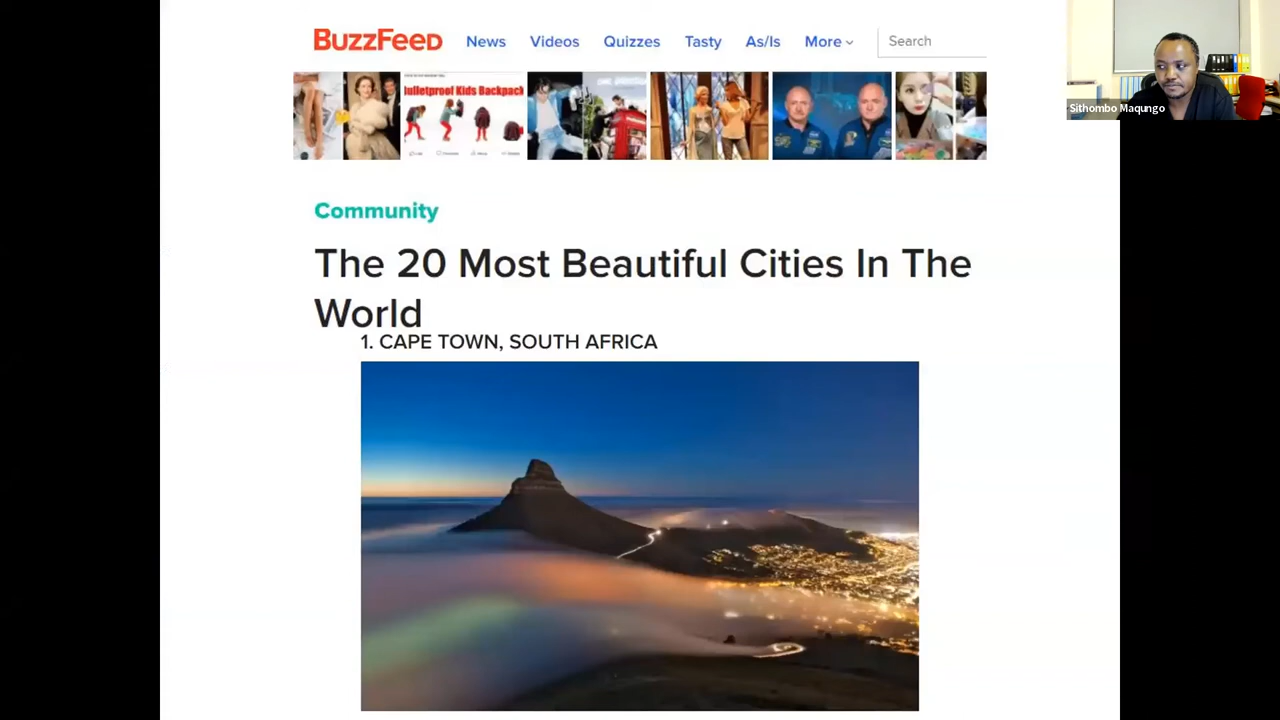 BuzzFeed News Videos Quizzes Tasty As/Is More Search
Sithombo Maqungo
Bulletproof Kids Backpack
Community
The 20 Most Beautiful Cities In The
World
1. CAPE TOWN, SOUTH AFRICA